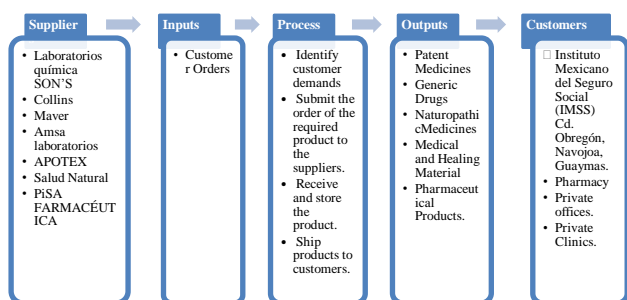 Supplier
• Laboratorios
química
SON'S
• Collins
• Maver
• Amsa
laboratorios
• APOTEX
• Salud Natural
• PiSA
FARMACÉUT
ICA
Inputs
• Custome
r Orders
Process
• Identify
customer
demands
• Submit the
order of the
required
product to
the
suppliers.
• Receive
and store
the
product.
• Ship
products to
customers.
Outputs
• Patent
Medicines
• Generic
Drugs
• Naturopathi
cMedicines
• Medical
and Healing
Material
• Pharmaceut
ical
Products.
Customers
□ Instituto
Mexicano
del Seguro
Social
(IMSS)
Cd.
Obregón,
Navojoa,
Guaymas.
• Pharmacy
• Private
offices.
• Private
Clinics.